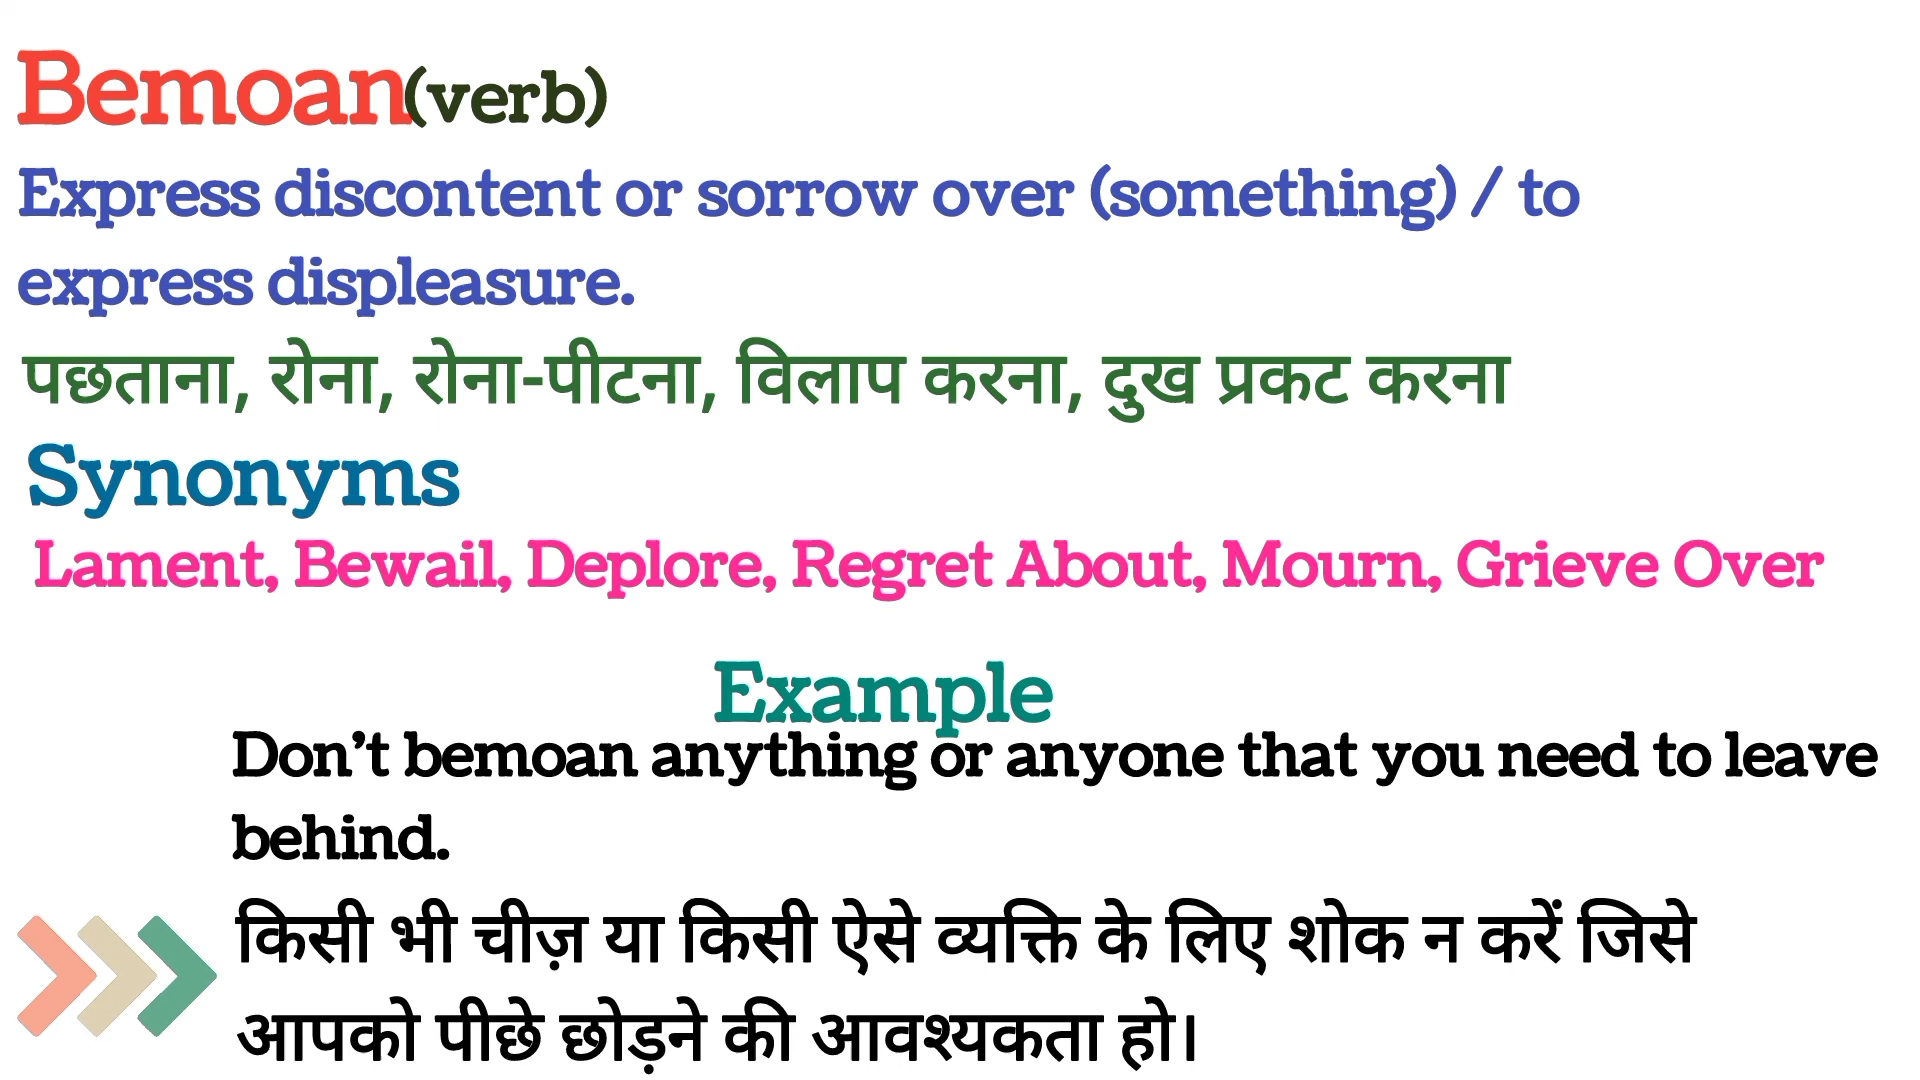 Bemoan(verb)
Express discontent or sorrow over (something) / to
express displeasure.
पछताना, रोना, रोना-पीटना, विलाप करना, दुख प्रकट करना
Synonyms
Lament, Bewail, Deplore, Regret About, Mourn, Grieve Over
Example
Don't bemoan anything or anyone that you need to leave
behind.
किसी भी चीज़ या किसी ऐसे व्यक्ति के लिए शोक न करें जिसे
आपको पीछे छोड़ने की आवश्यकता हो।